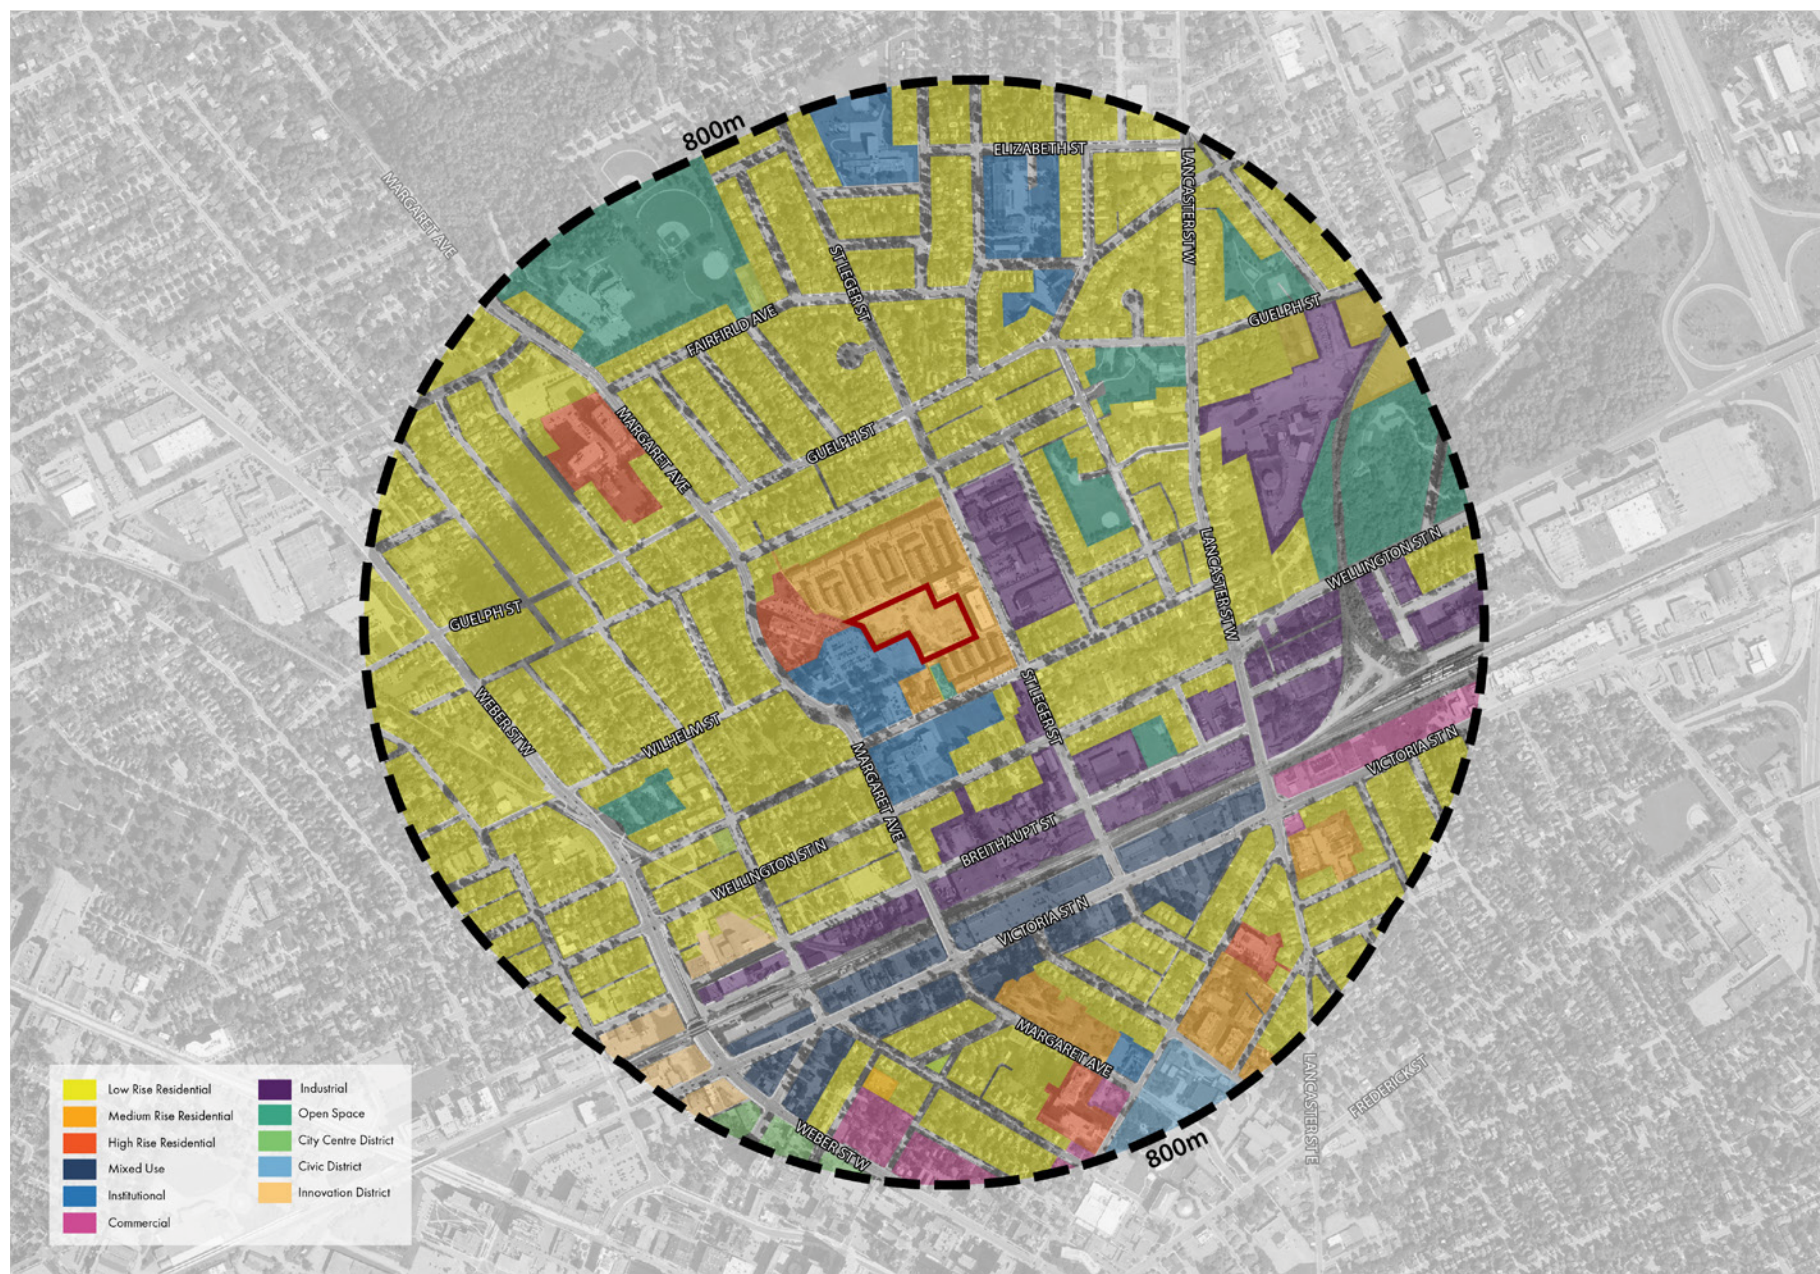 800m
MARGARET AVE
ELIZABETH ST
LANCASTER ST W
ST LEGER ST
FAIRFIRLD AVE
GUELPH ST
MARGARET AVE
GUELPH ST
LANCASTER ST W
WELLINGTON ST N
GUELPH ST
WEBER ST W
WILHELM ST
ST LEGER ST
MARGARET AVE
VICTORIA ST N
BREITHAUPT ST
WELLINGTON ST N
VICTORIA ST N
MARGARET AVE
WEBER ST W
800m
LANCASTER ST E
FREDERICK ST
Low Rise Residential
Medium Rise Residential
High Rise Residential
Mixed Use
Institutional
Commercial
Industrial
Open Space
City Centre District
Civic District
Innovation District